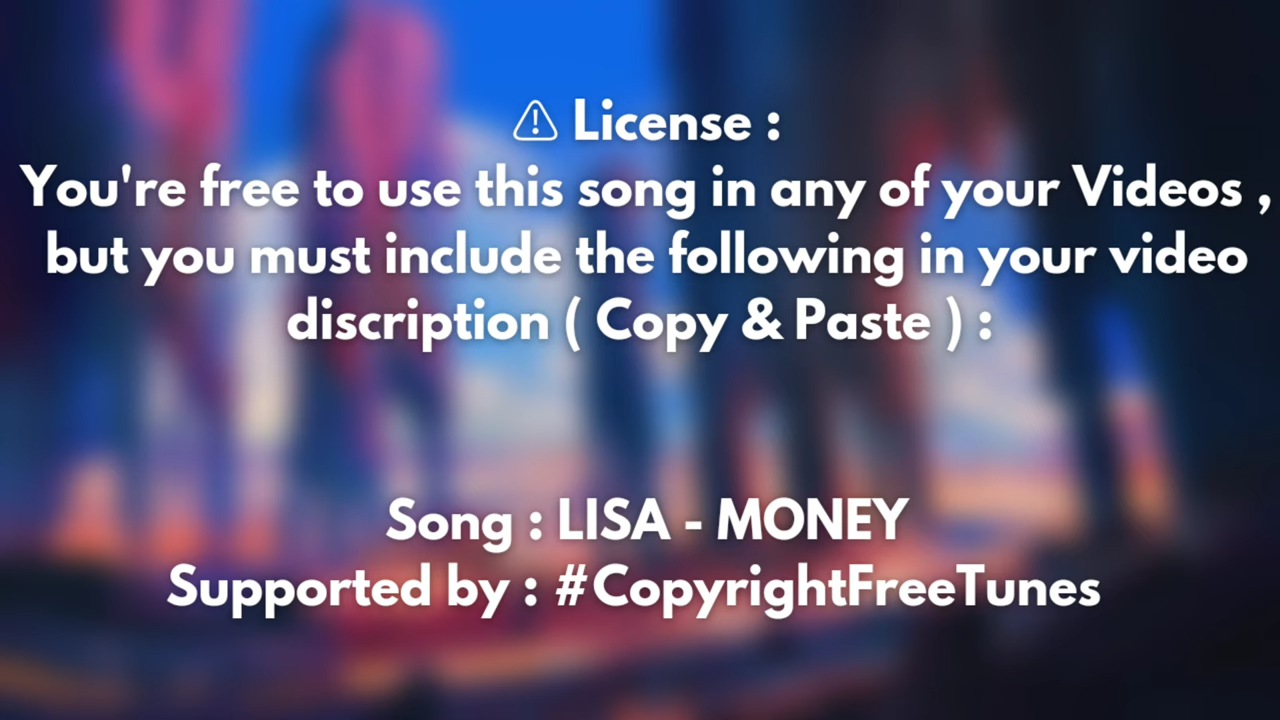 ⚠ License :
You're free to use this song in any of your Videos ,
but you must include the following in your video
discription ( Copy & Paste ) :
Song : LISA - MONEY
Supported by : #CopyrightFreeTunes